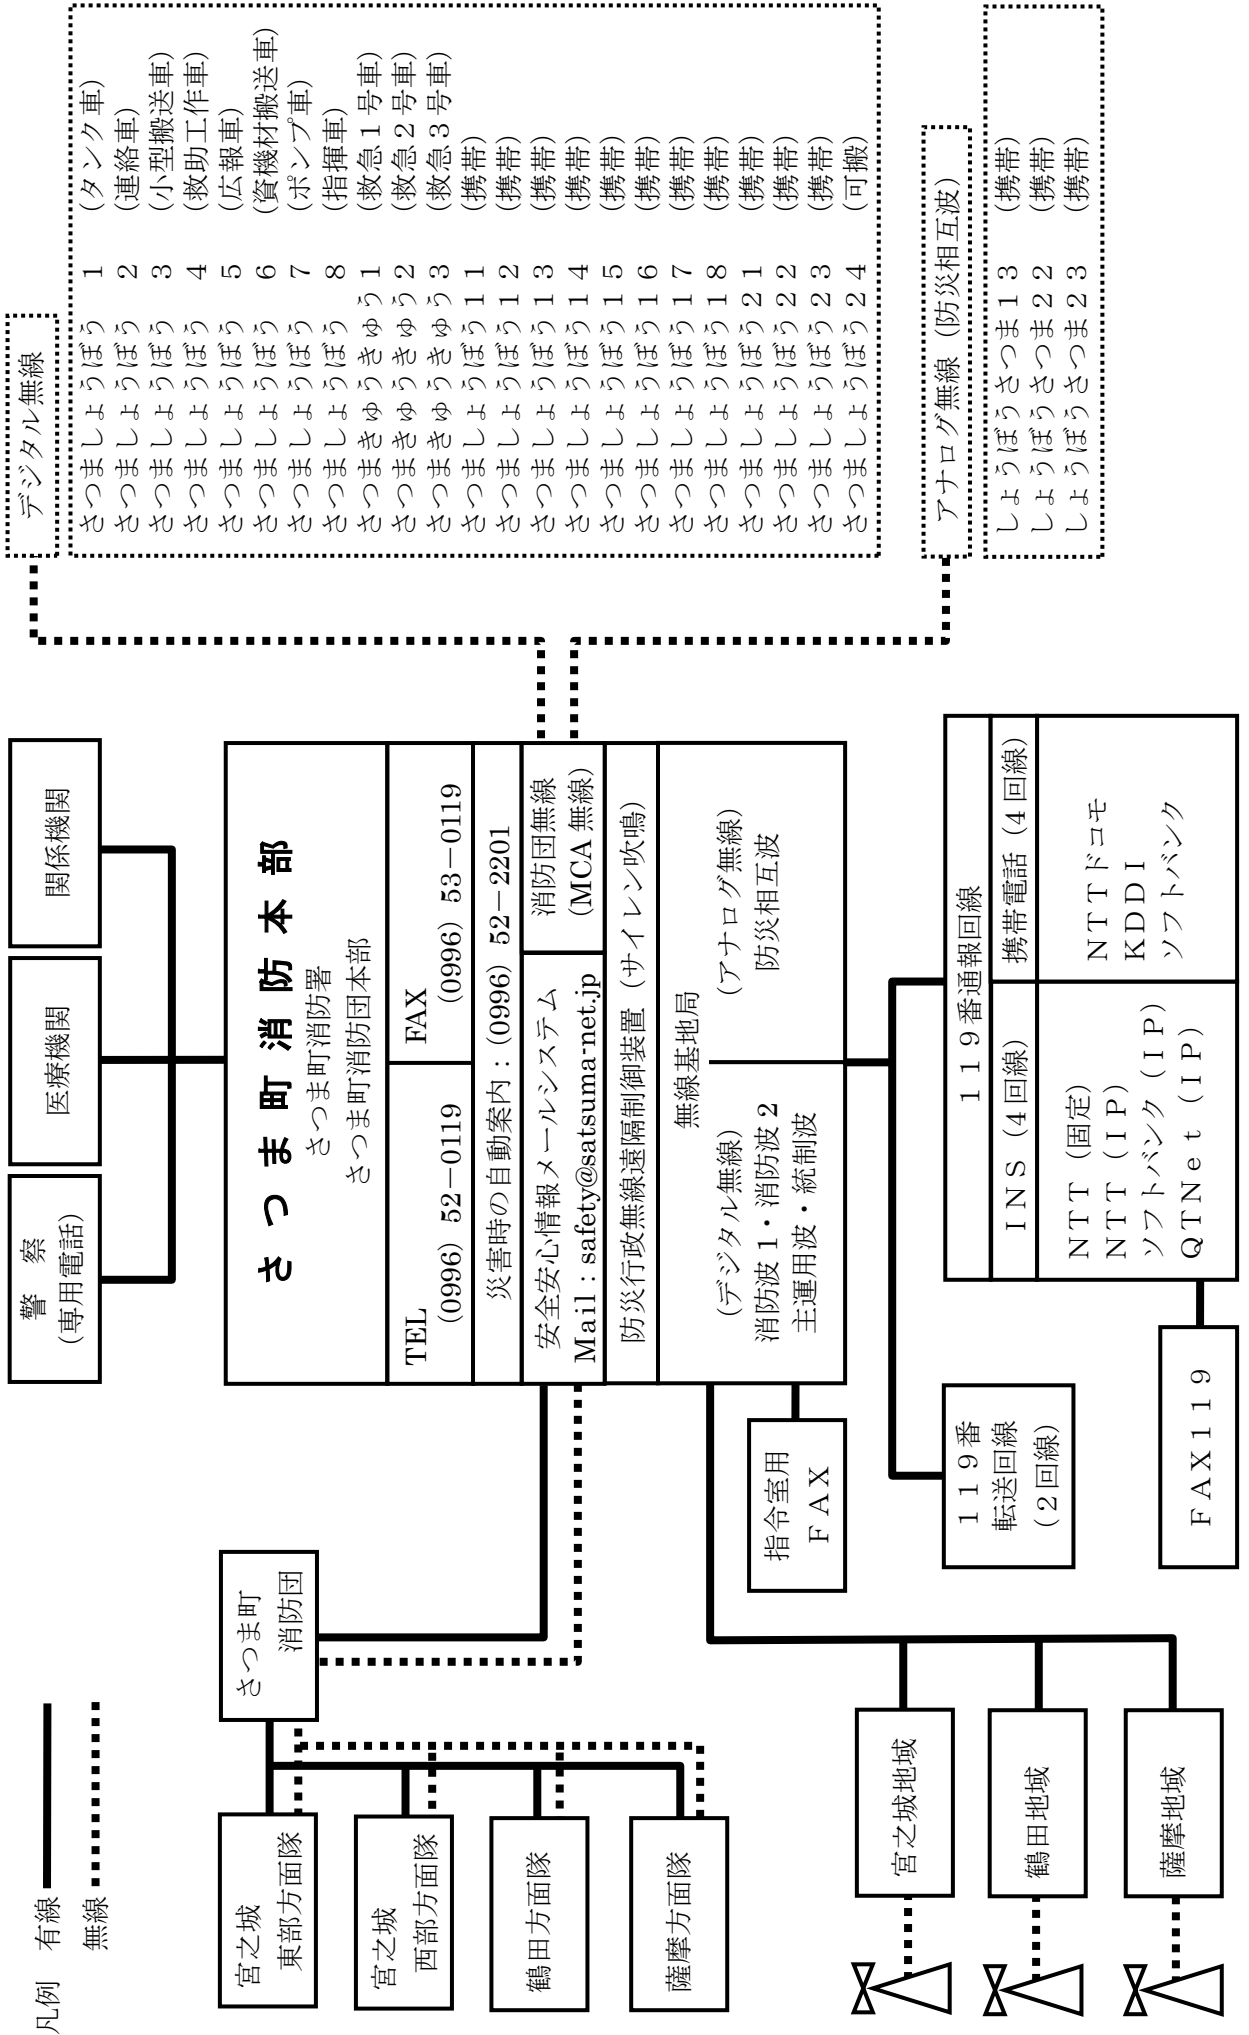 凡例　有線
無線
警　察
(専用電話)
医療機関
関係機関
さつま町消防本部
さつま町消防署
さつま町消防団本部
TEL
(0996) 52－0119
FAX
(0996) 53－0119
災害時の自動案内：(0996) 52－2201
安全安心情報メールシステム
Mail：safety@satsuma-net.jp
消防団無線
(MCA 無線)
防災行政無線遠隔制御装置（サイレン吹鳴）
無線基地局
(デジタル無線)
消防波１・消防波２
主運用波・統制波
(アナログ無線)
防災相互波
さつま町
消防団
宮之城
東部方面隊
宮之城
西部方面隊
鶴田方面隊
薩摩方面隊
指令室用
ＦＡＸ
宮之城地域
鶴田地域
薩摩地域
１１９番
転送回線
(２回線)
１１９番通報回線
ＩＮＳ（４回線）
携帯電話（４回線）
ＮＴＴ（固定）
ＮＴＴ（ＩＰ）
ソフトバンク（ＩＰ）
ＱＴＮｅｔ（ＩＰ）
ＮＴＴドコモ
ＫＤＤＩ
ソフトバンク
ＦＡＸ１１９
デジタル無線
さつましょうぼう　１　(タンク車)
さつましょうぼう　２　(連絡車)
さつましょうぼう　３　(小型搬送車)
さつましょうぼう　４　(救助工作車)
さつましょうぼう　５　(広報車)
さつましょうぼう　６　(資機材搬送車)
さつましょうぼう　７　(ポンプ車)
さつましょうぼう　８　(指揮車)
さつまきゅうきゅう１　(救急１号車)
さつまきゅうきゅう２　(救急２号車)
さつまきゅうきゅう３　(救急３号車)
さつましょうぼう１１　(携帯)
さつましょうぼう１２　(携帯)
さつましょうぼう１３　(携帯)
さつましょうぼう１４　(携帯)
さつましょうぼう１５　(携帯)
さつましょうぼう１６　(携帯)
さつましょうぼう１７　(携帯)
さつましょうぼう１８　(携帯)
さつましょうぼう２１　(携帯)
さつましょうぼう２２　(携帯)
さつましょうぼう２３　(携帯)
さつましょうぼう２４　(可搬)
アナログ無線（防災相互波）
しょうぼうさつま１３　(携帯)
しょうぼうさつま２２　(携帯)
しょうぼうさつま２３　(携帯)